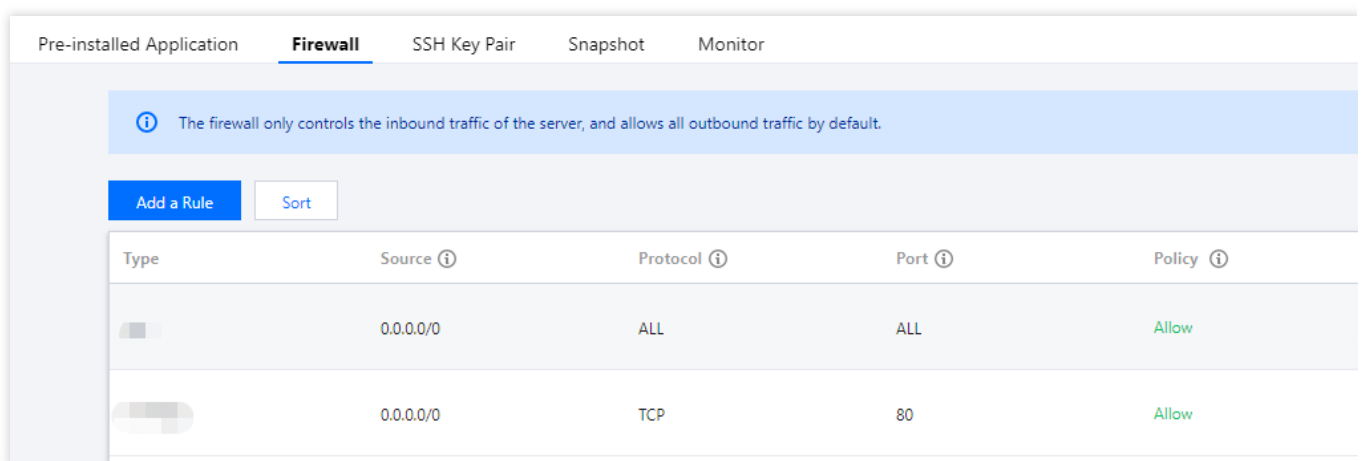 Pre-installed Application Firewall SSH Key Pair Snapshot Monitor
The firewall only controls the inbound traffic of the server, and allows all outbound traffic by default.
Add a Rule Sort
Type Source Protocol Port Policy
0.0.0.0/0 ALL ALL Allow
0.0.0.0/0 TCP 80 Allow